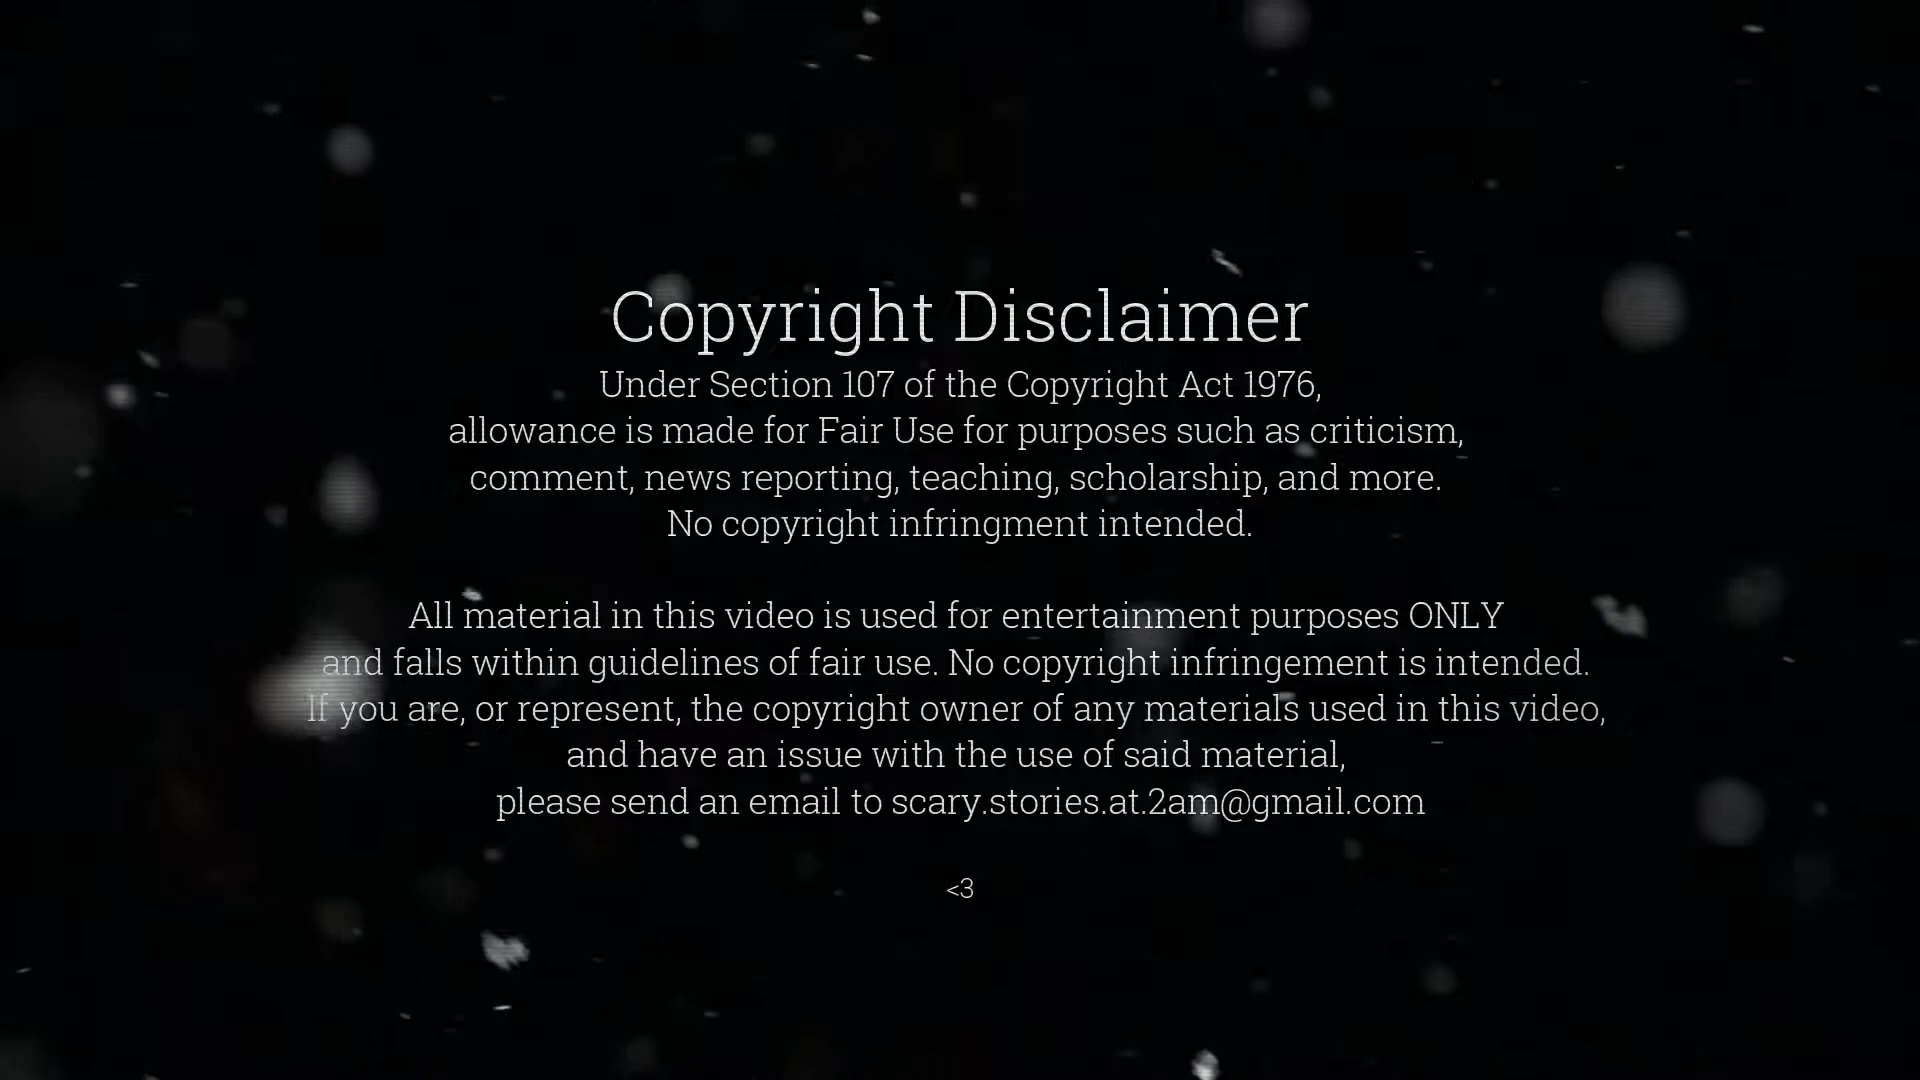 Copyright Disclaimer
Under Section 107 of the Copyright Act 1976,
allowance is made for Fair Use for purposes such as criticism,
comment, news reporting, teaching, scholarship, and more.
No copyright infringment intended.
All material in this video is used for entertainment purposes ONLY
and falls within guidelines of fair use. No copyright infringement is intended.
If you are, or represent, the copyright owner of any materials used in this video,
and have an issue with the use of said material,
please send an email to scary.stories.at.2am@gmail.com
<3